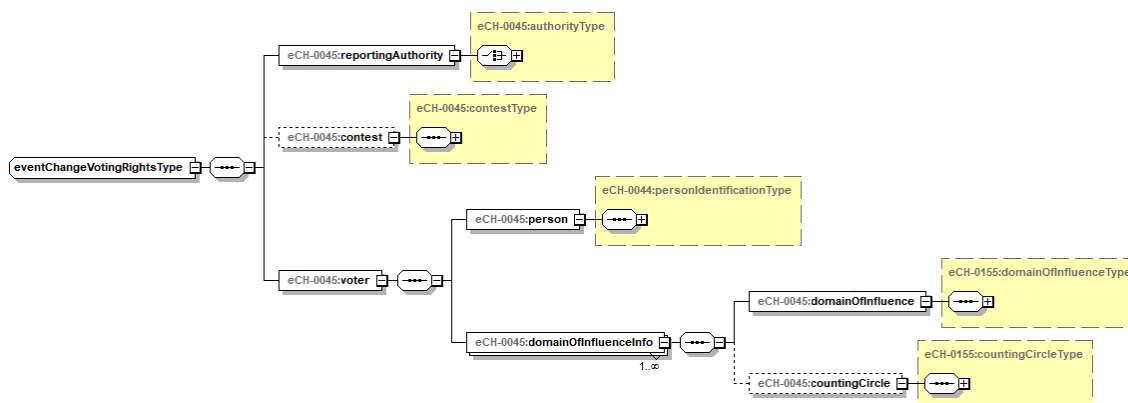 eCH-0045:authorityType
eCH-0045:reportingAuthority
eCH-0045:contestType
eCH-0045:contest
eventChangeVotingRightsType
eCH-0044:personIdentificationType
eCH-0045:person
eCH-0045:voter
eCH-0155:domainOfInfluenceType
eCH-0045:domainOfInfluence
eCH-0045:domainOfInfluenceInfo
1..∞
eCH-0155:countingCircleType
eCH-0045:countingCircle